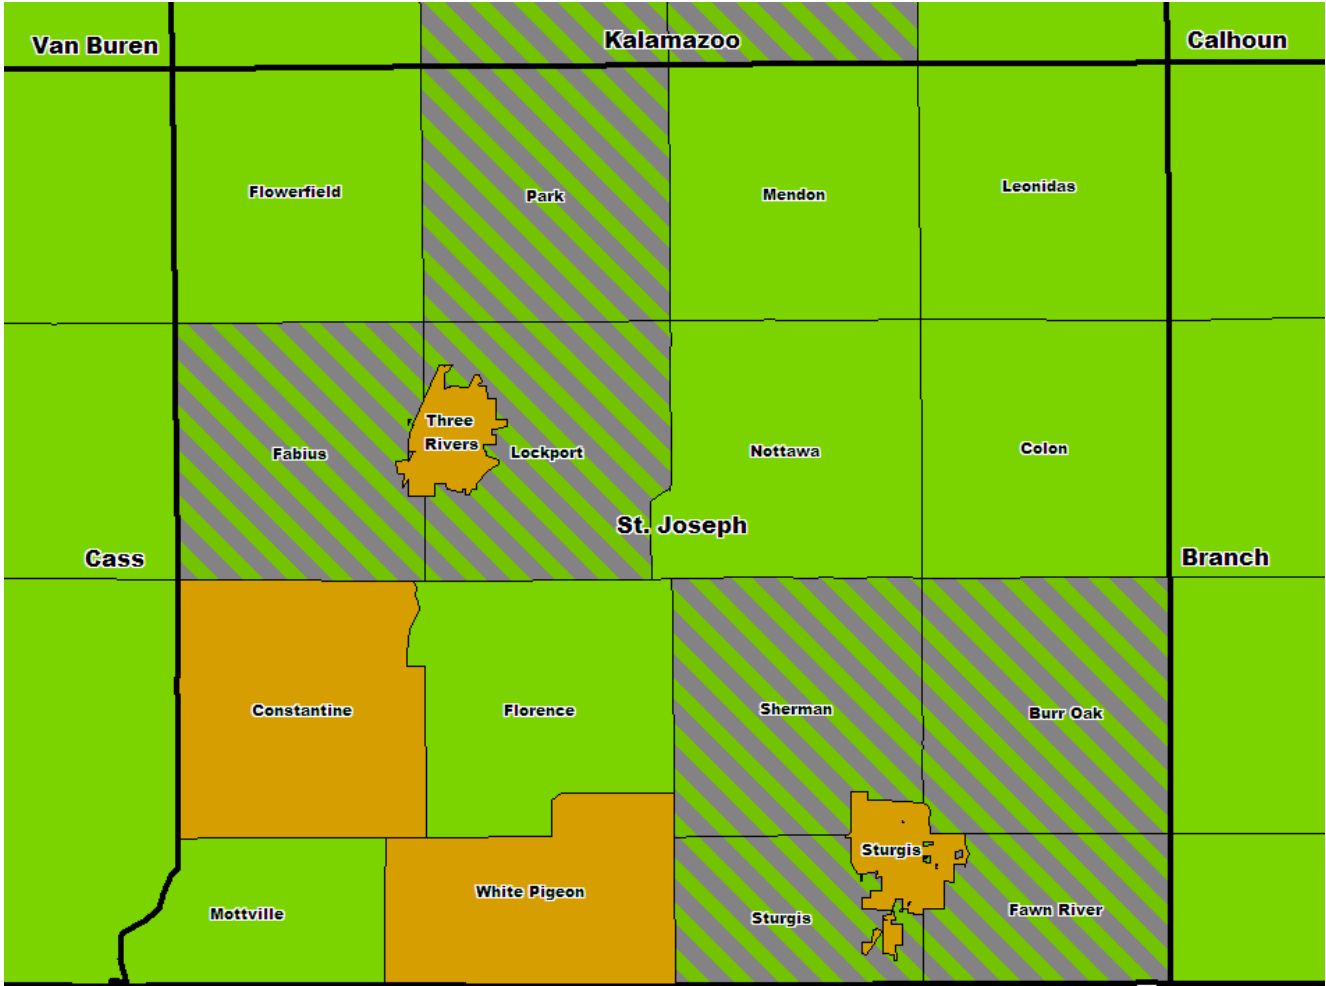 Van Buren
Kalamazoo
Calhoun
Flowerfield
Park
Mendon
Leonidas
Three
Rivers
Fabius
Lockport
Nottawa
Colon
St. Joseph
Cass
Branch
Constantine
Florence
Sherman
Burr Oak
Sturgis
White Pigeon
Mottville
Sturgis
Fawn River